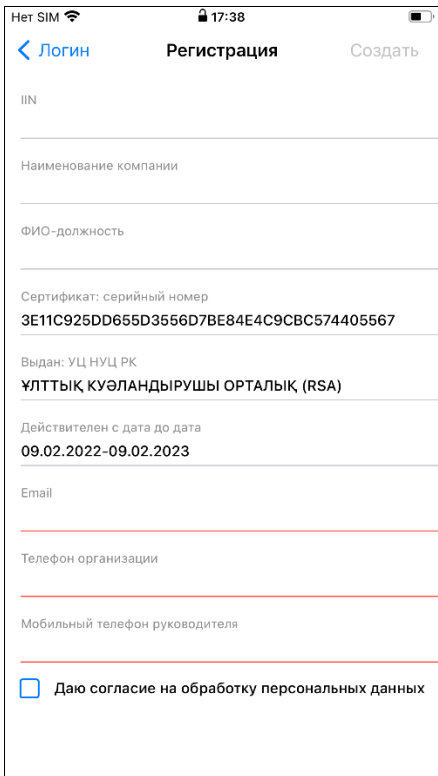 Нет SIM 17:38
Логин Регистрация Создать
IIN
Наименование компании
ФИО-должность
Сертификат: серийный номер
3E11C925DD655D3556D7BE84E4C9CBC574405567
Выдан: УЦ НУЦ РК
ҰЛТТЫҚ КУӘЛАНДЫРУШЫ ОРТАЛЫҚ (RSA)
Действителен с дата до дата
09.02.2022-09.02.2023
Email
Телефон организации
Мобильный телефон руководителя
Даю согласие на обработку персональных данных